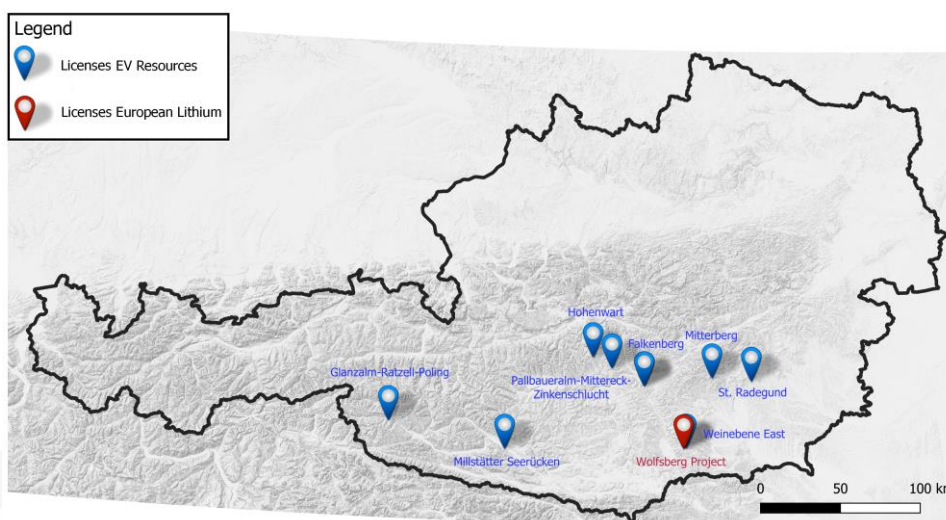 Legend
Licenses EV Resources
Licenses European Lithium
Hohenwart
Falkenberg
Mitterberg
Pallbaueralm-Mittereck-
Zinkenschlucht
Glanzalm-Ratzell-Poling
St. Radegund
Weinebene East
Millstätter Seerücken
Wolfsberg Project
0 50 100 km